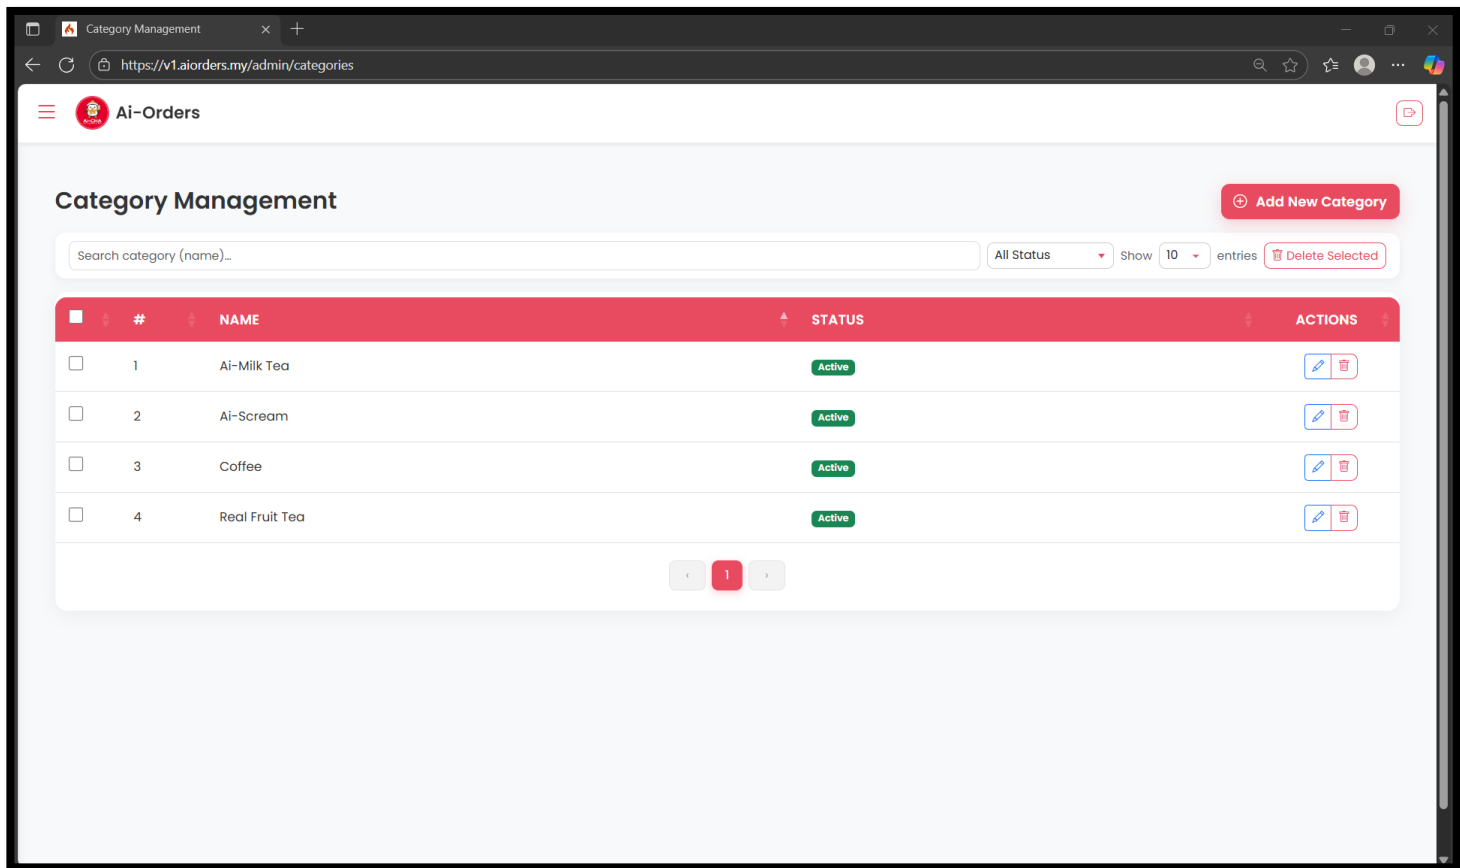 Category Management
https://v1.aiorders.my/admin/categories
AI-CHA
Ai-Orders
Category Management
Add New Category
Search category (name)...
All Status
Show 10 entries
Delete Selected
# NAME STATUS ACTIONS
1 Ai-Milk Tea Active
2 Ai-Scream Active
3 Coffee Active
4 Real Fruit Tea Active
‹ 1 ›